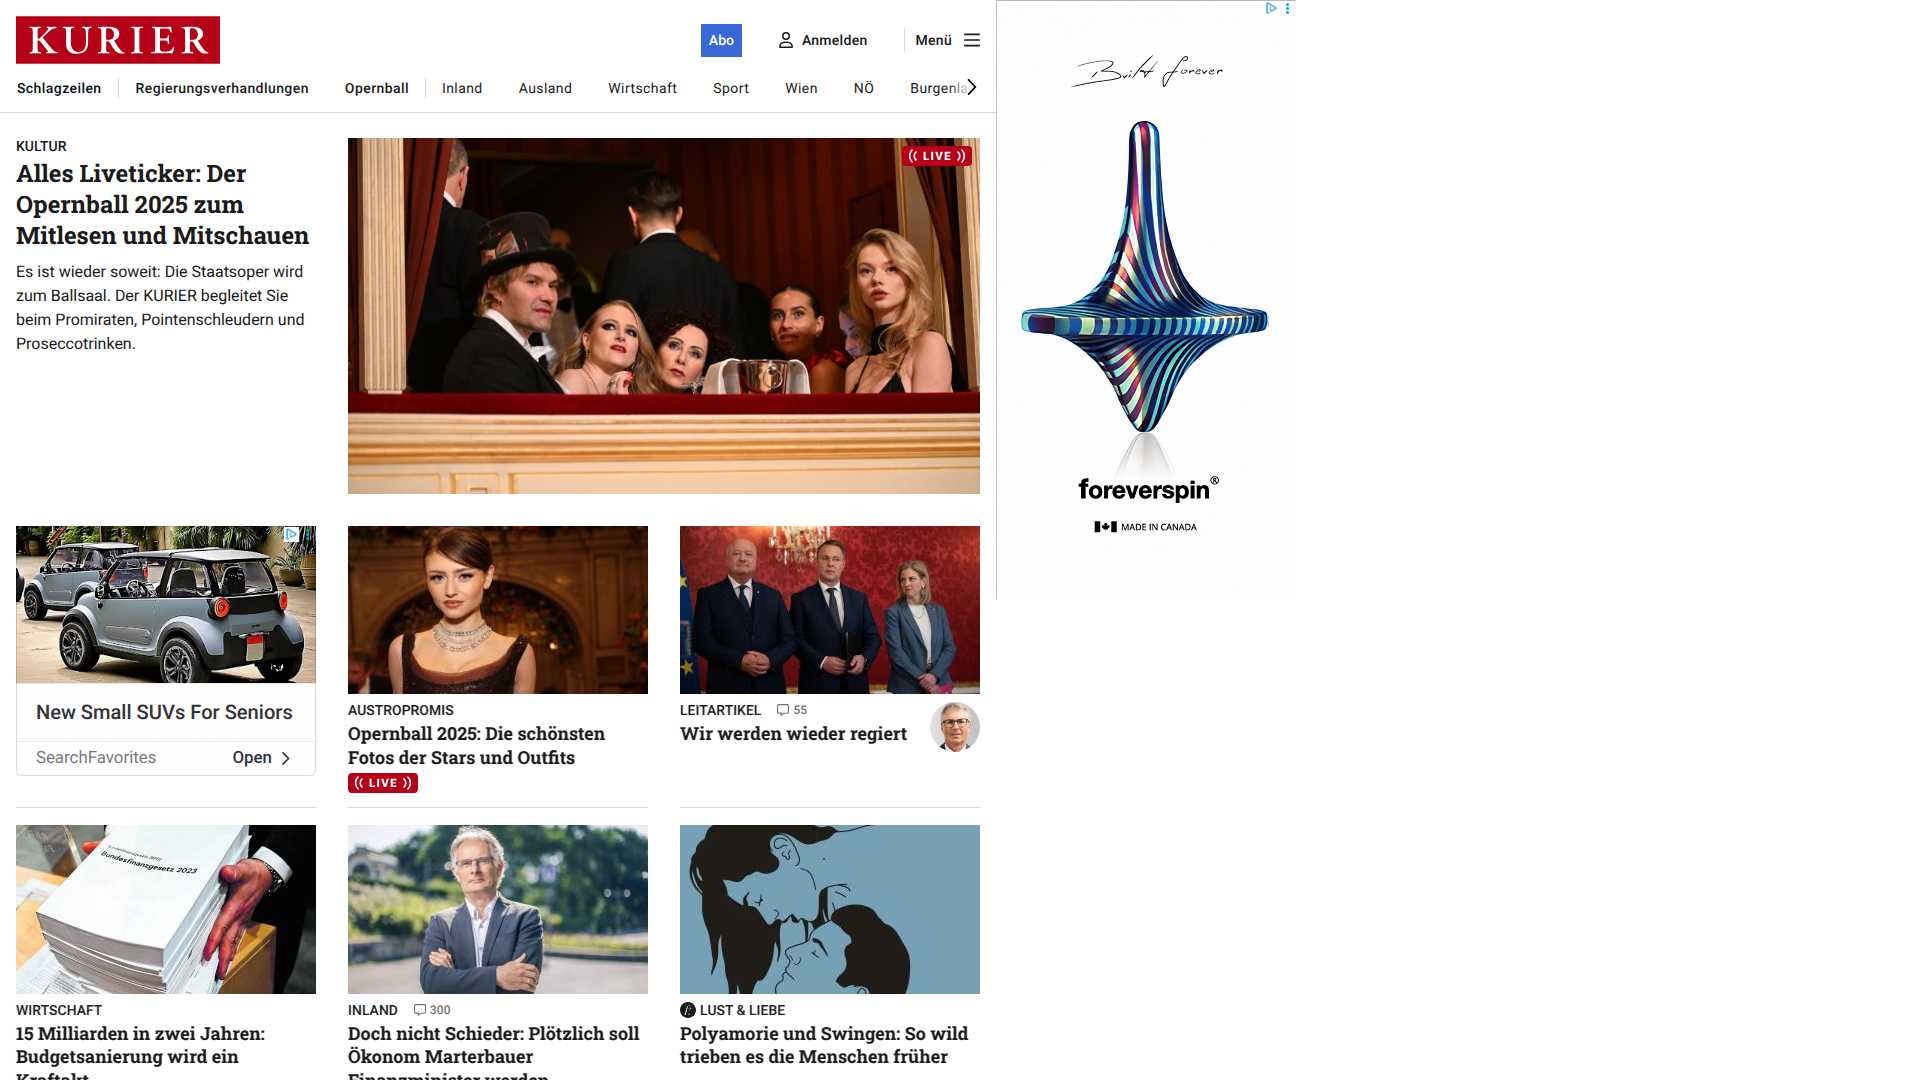 KURIER
Abo
Anmelden
Menü
Schlagzeilen
Regierungsverhandlungen
Opernball
Inland
Ausland
Wirtschaft
Sport
Wien
NÖ
Burgenla
KULTUR
Alles Liveticker: Der
Opernball 2025 zum
Mitlesen und Mitschauen
Es ist wieder soweit: Die Staatsoper wird
zum Ballsaal. Der KURIER begleitet Sie
beim Promiraten, Pointenschleudern und
Proseccotrinken.
LIVE
Built forever
foreverspin®
MADE IN CANADA
New Small SUVs For Seniors
SearchFavorites
Open
AUSTROPROMIS
Opernball 2025: Die schönsten
Fotos der Stars und Outfits
LIVE
LEITARTIKEL
55
Wir werden wieder regiert
Bundesfinanzgesetz 2023
WIRTSCHAFT
15 Milliarden in zwei Jahren:
Budgetsanierung wird ein
Kraftakt
INLAND
300
Doch nicht Schieder: Plötzlich soll
Ökonom Marterbauer
Finanzminister werden
LUST & LIEBE
Polyamorie und Swingen: So wild
trieben es die Menschen früher